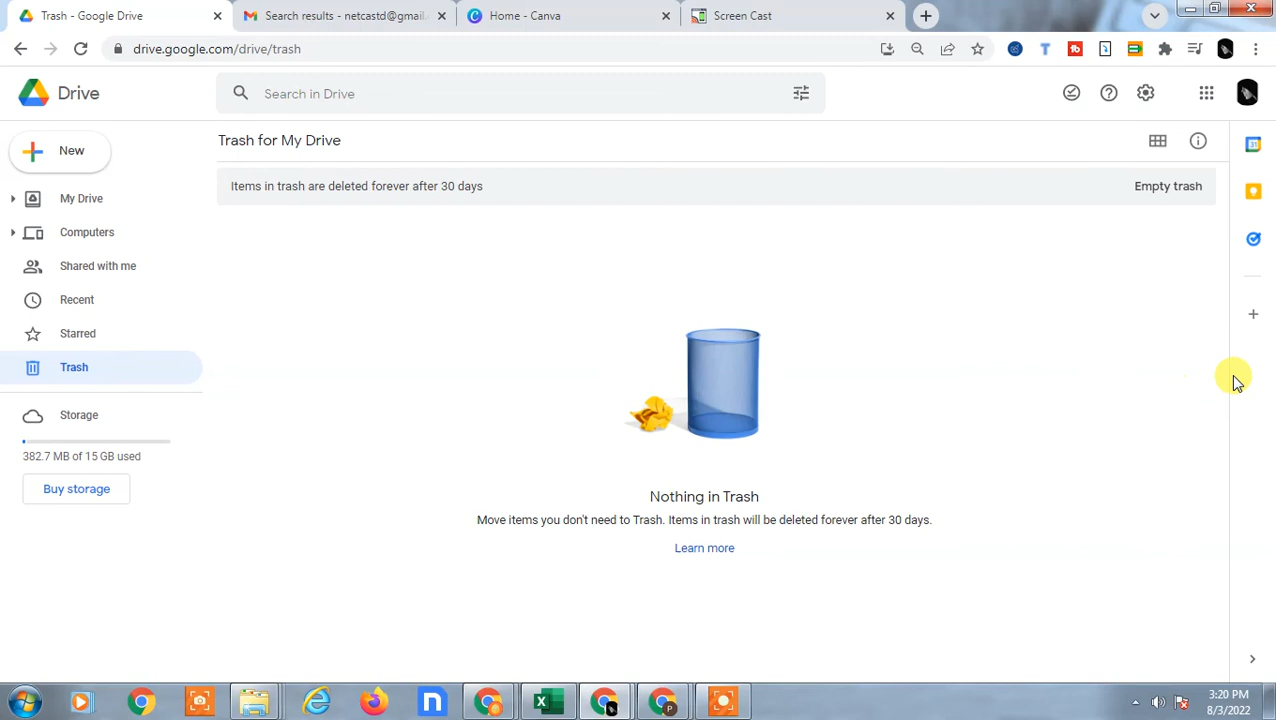 Trash - Google Drive
Search results - netcastd@gmail.
Home - Canva
Screen Cast
drive.google.com/drive/trash
Drive
Search in Drive
New
Trash for My Drive
My Drive
Items in trash are deleted forever after 30 days
Empty trash
Computers
Shared with me
Recent
Starred
Trash
Storage
382.7 MB of 15 GB used
Buy storage
Nothing in Trash
Move items you don't need to Trash. Items in trash will be deleted forever after 30 days.
Learn more
3:20 PM
8/3/2022